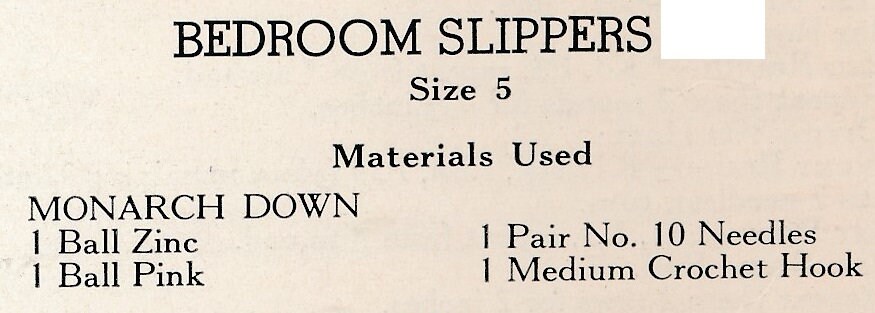 BEDROOM SLIPPERS
Size 5
Materials Used
MONARCH DOWN
1 Ball Zinc
1 Ball Pink
1 Pair No. 10 Needles
1 Medium Crochet Hook